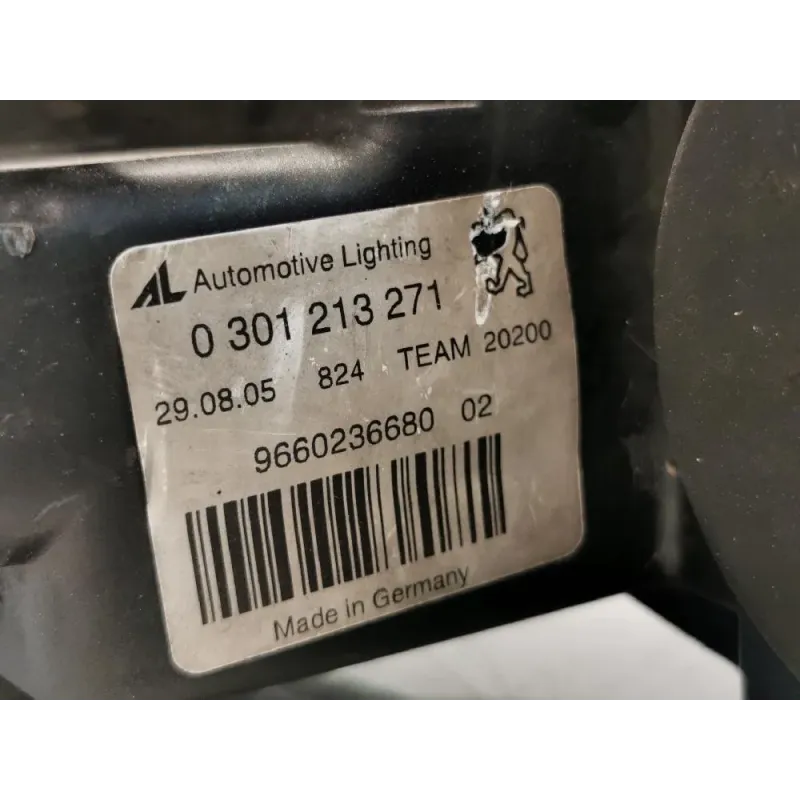 AL Automotive Lighting
0 301 213 271
29.08.05 824 TEAM 20200
9660236680 02
Made in Germany